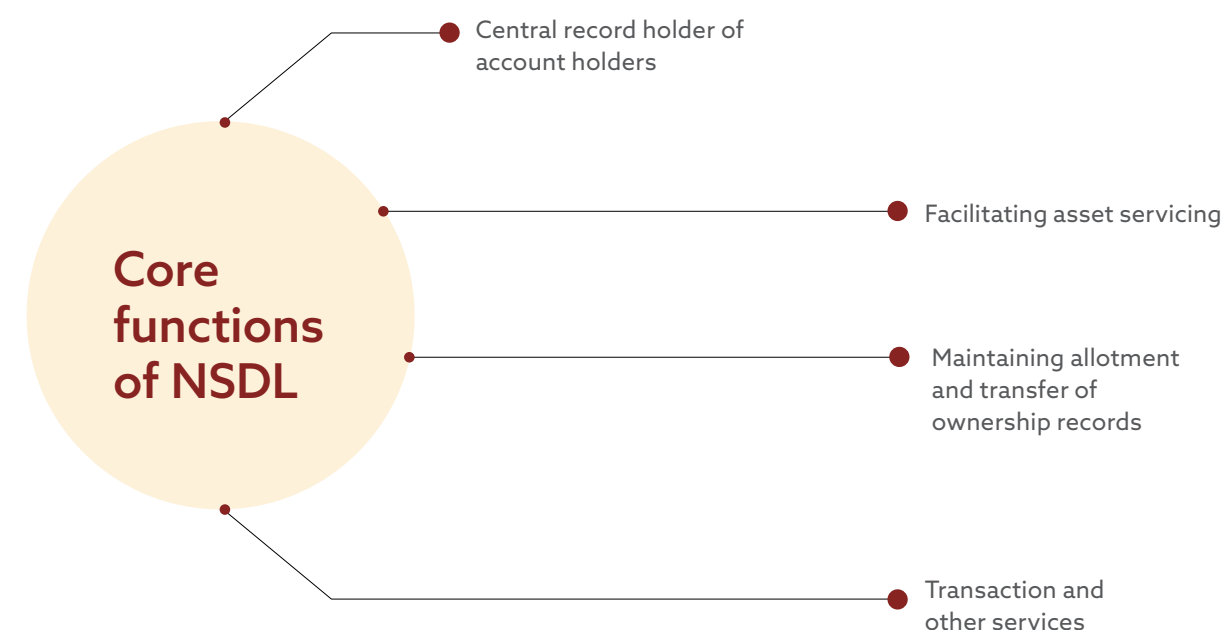 Central record holder of
account holders
Facilitating asset servicing
Core
functions
of NSDL
Maintaining allotment
and transfer of
ownership records
Transaction and
other services